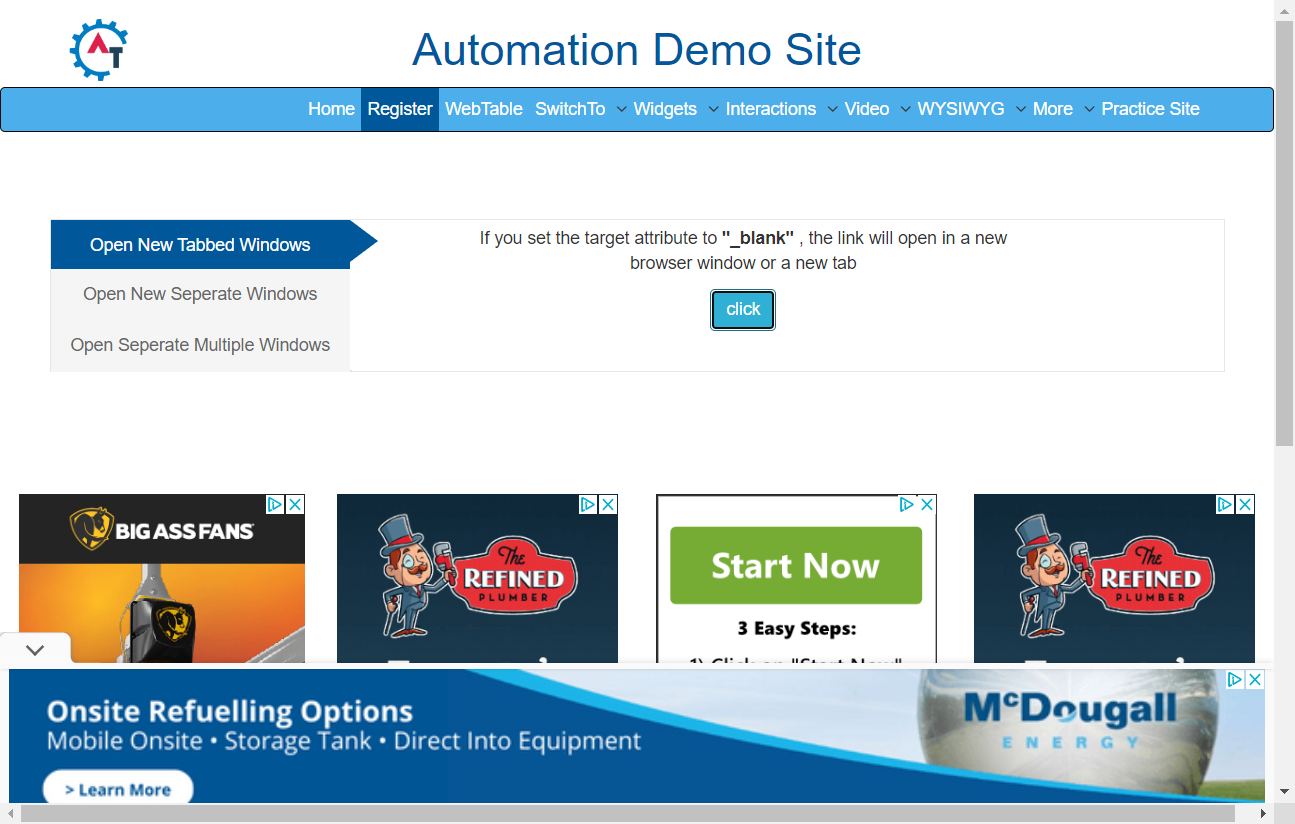 AT
Automation Demo Site
Home Register WebTable SwitchTo Widgets Interactions Video WYSIWYG More Practice Site
Open New Tabbed Windows
Open New Seperate Windows
Open Seperate Multiple Windows
If you set the target attribute to "_blank" , the link will open in a new
browser window or a new tab
click
BIG ASS FANS
The
REFINED
PLUMBER
Start Now
3 Easy Steps:
1) Click on "Start Now"
The
REFINED
PLUMBER
Onsite Refuelling Options
Mobile Onsite • Storage Tank • Direct Into Equipment
> Learn More
McDougall
ENERGY